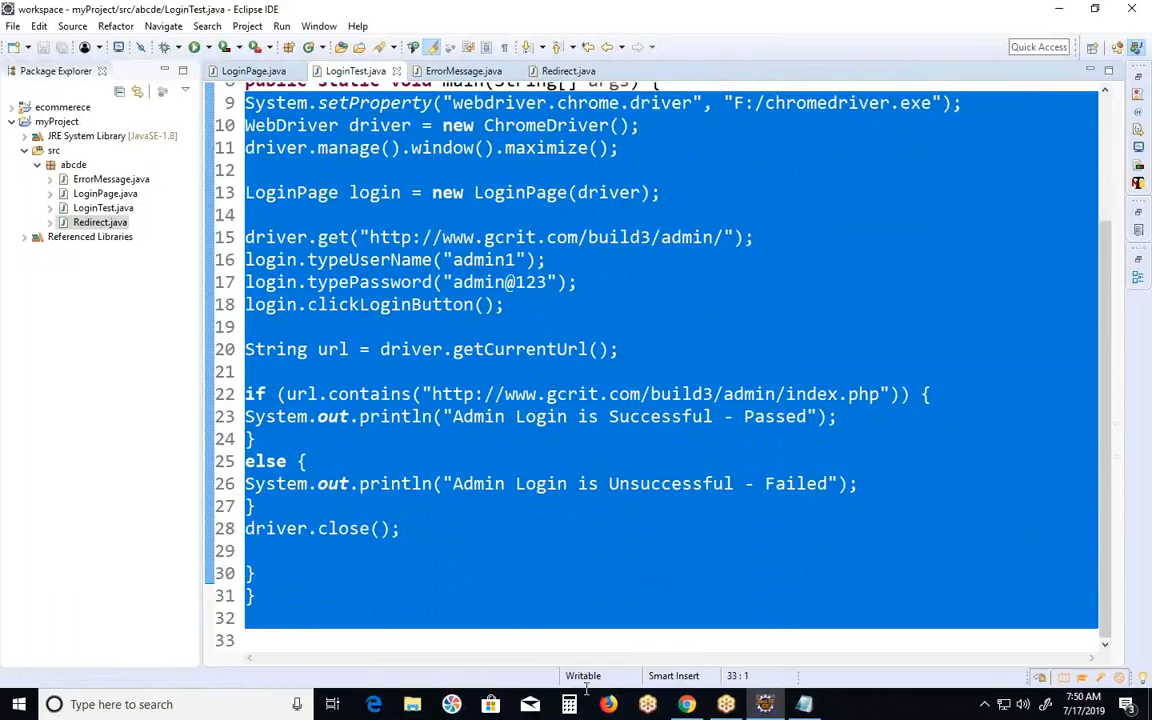 workspace - myProject/src/abcde/LoginTest.java - Eclipse IDE
File Edit Source Refactor Navigate Search Project Run Window Help
Quick Access
Package Explorer
LoginPage.java LoginTest.java ErrorMessage.java Redirect.java
ecommerece
myProject
JRE System Library [JavaSE-1.8]
src
abcde
ErrorMessage.java
LoginPage.java
LoginTest.java
Redirect.java
Referenced Libraries
8 public static void main(String[] args) {
9 System.setProperty("webdriver.chrome.driver", "F:/chromedriver.exe");
10 WebDriver driver = new ChromeDriver();
11 driver.manage().window().maximize();
12
13 LoginPage login = new LoginPage(driver);
14
15 driver.get("http://www.gcrit.com/build3/admin/");
16 login.typeUserName("admin1");
17 login.typePassword("admin@123");
18 login.clickLoginButton();
19
20 String url = driver.getCurrentUrl();
21
22 if (url.contains("http://www.gcrit.com/build3/admin/index.php")) {
23 System.out.println("Admin Login is Successful - Passed");
24 }
25 else {
26 System.out.println("Admin Login is Unsuccessful - Failed");
27 }
28 driver.close();
29
30 }
31 }
32
33
Writable Smart Insert 33 : 1
Type here to search
7:50 AM
7/17/2019
3